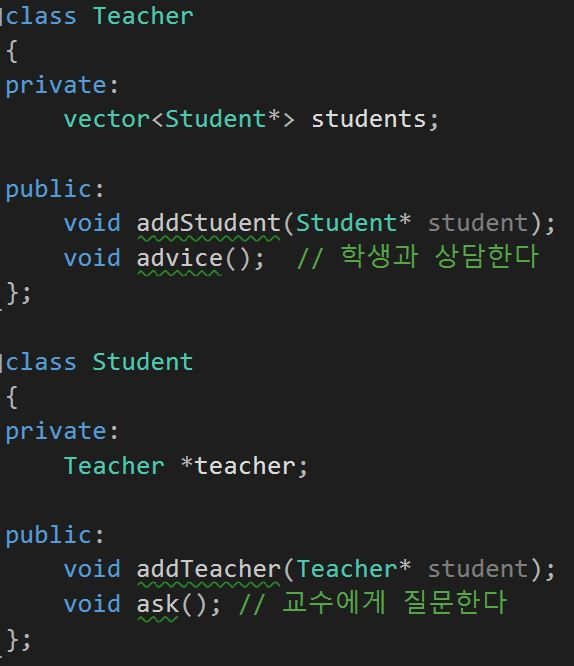 class Teacher
{
private:
    vector<Student*> students;

public:
    void addStudent(Student* student);
    void advice();  // 학생과 상담한다
};

class Student
{
private:
    Teacher *teacher;

public:
    void addTeacher(Teacher* student);
    void ask(); // 교수에게 질문한다
};